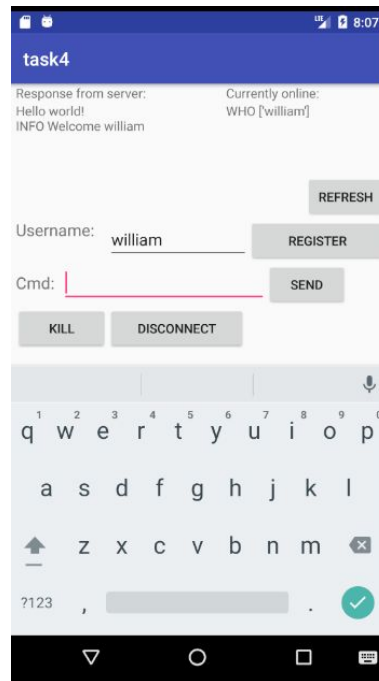 LTE 8:07
task4
Response from server:
Hello world!
INFO Welcome william
Currently online:
WHO ['william']
REFRESH
Username: william REGISTER
Cmd: SEND
KILL DISCONNECT
1 2 3 4 5 6 7 8 9 0
q w e r t y u i o p
a s d f g h j k l
z x c v b n m
?123 , .